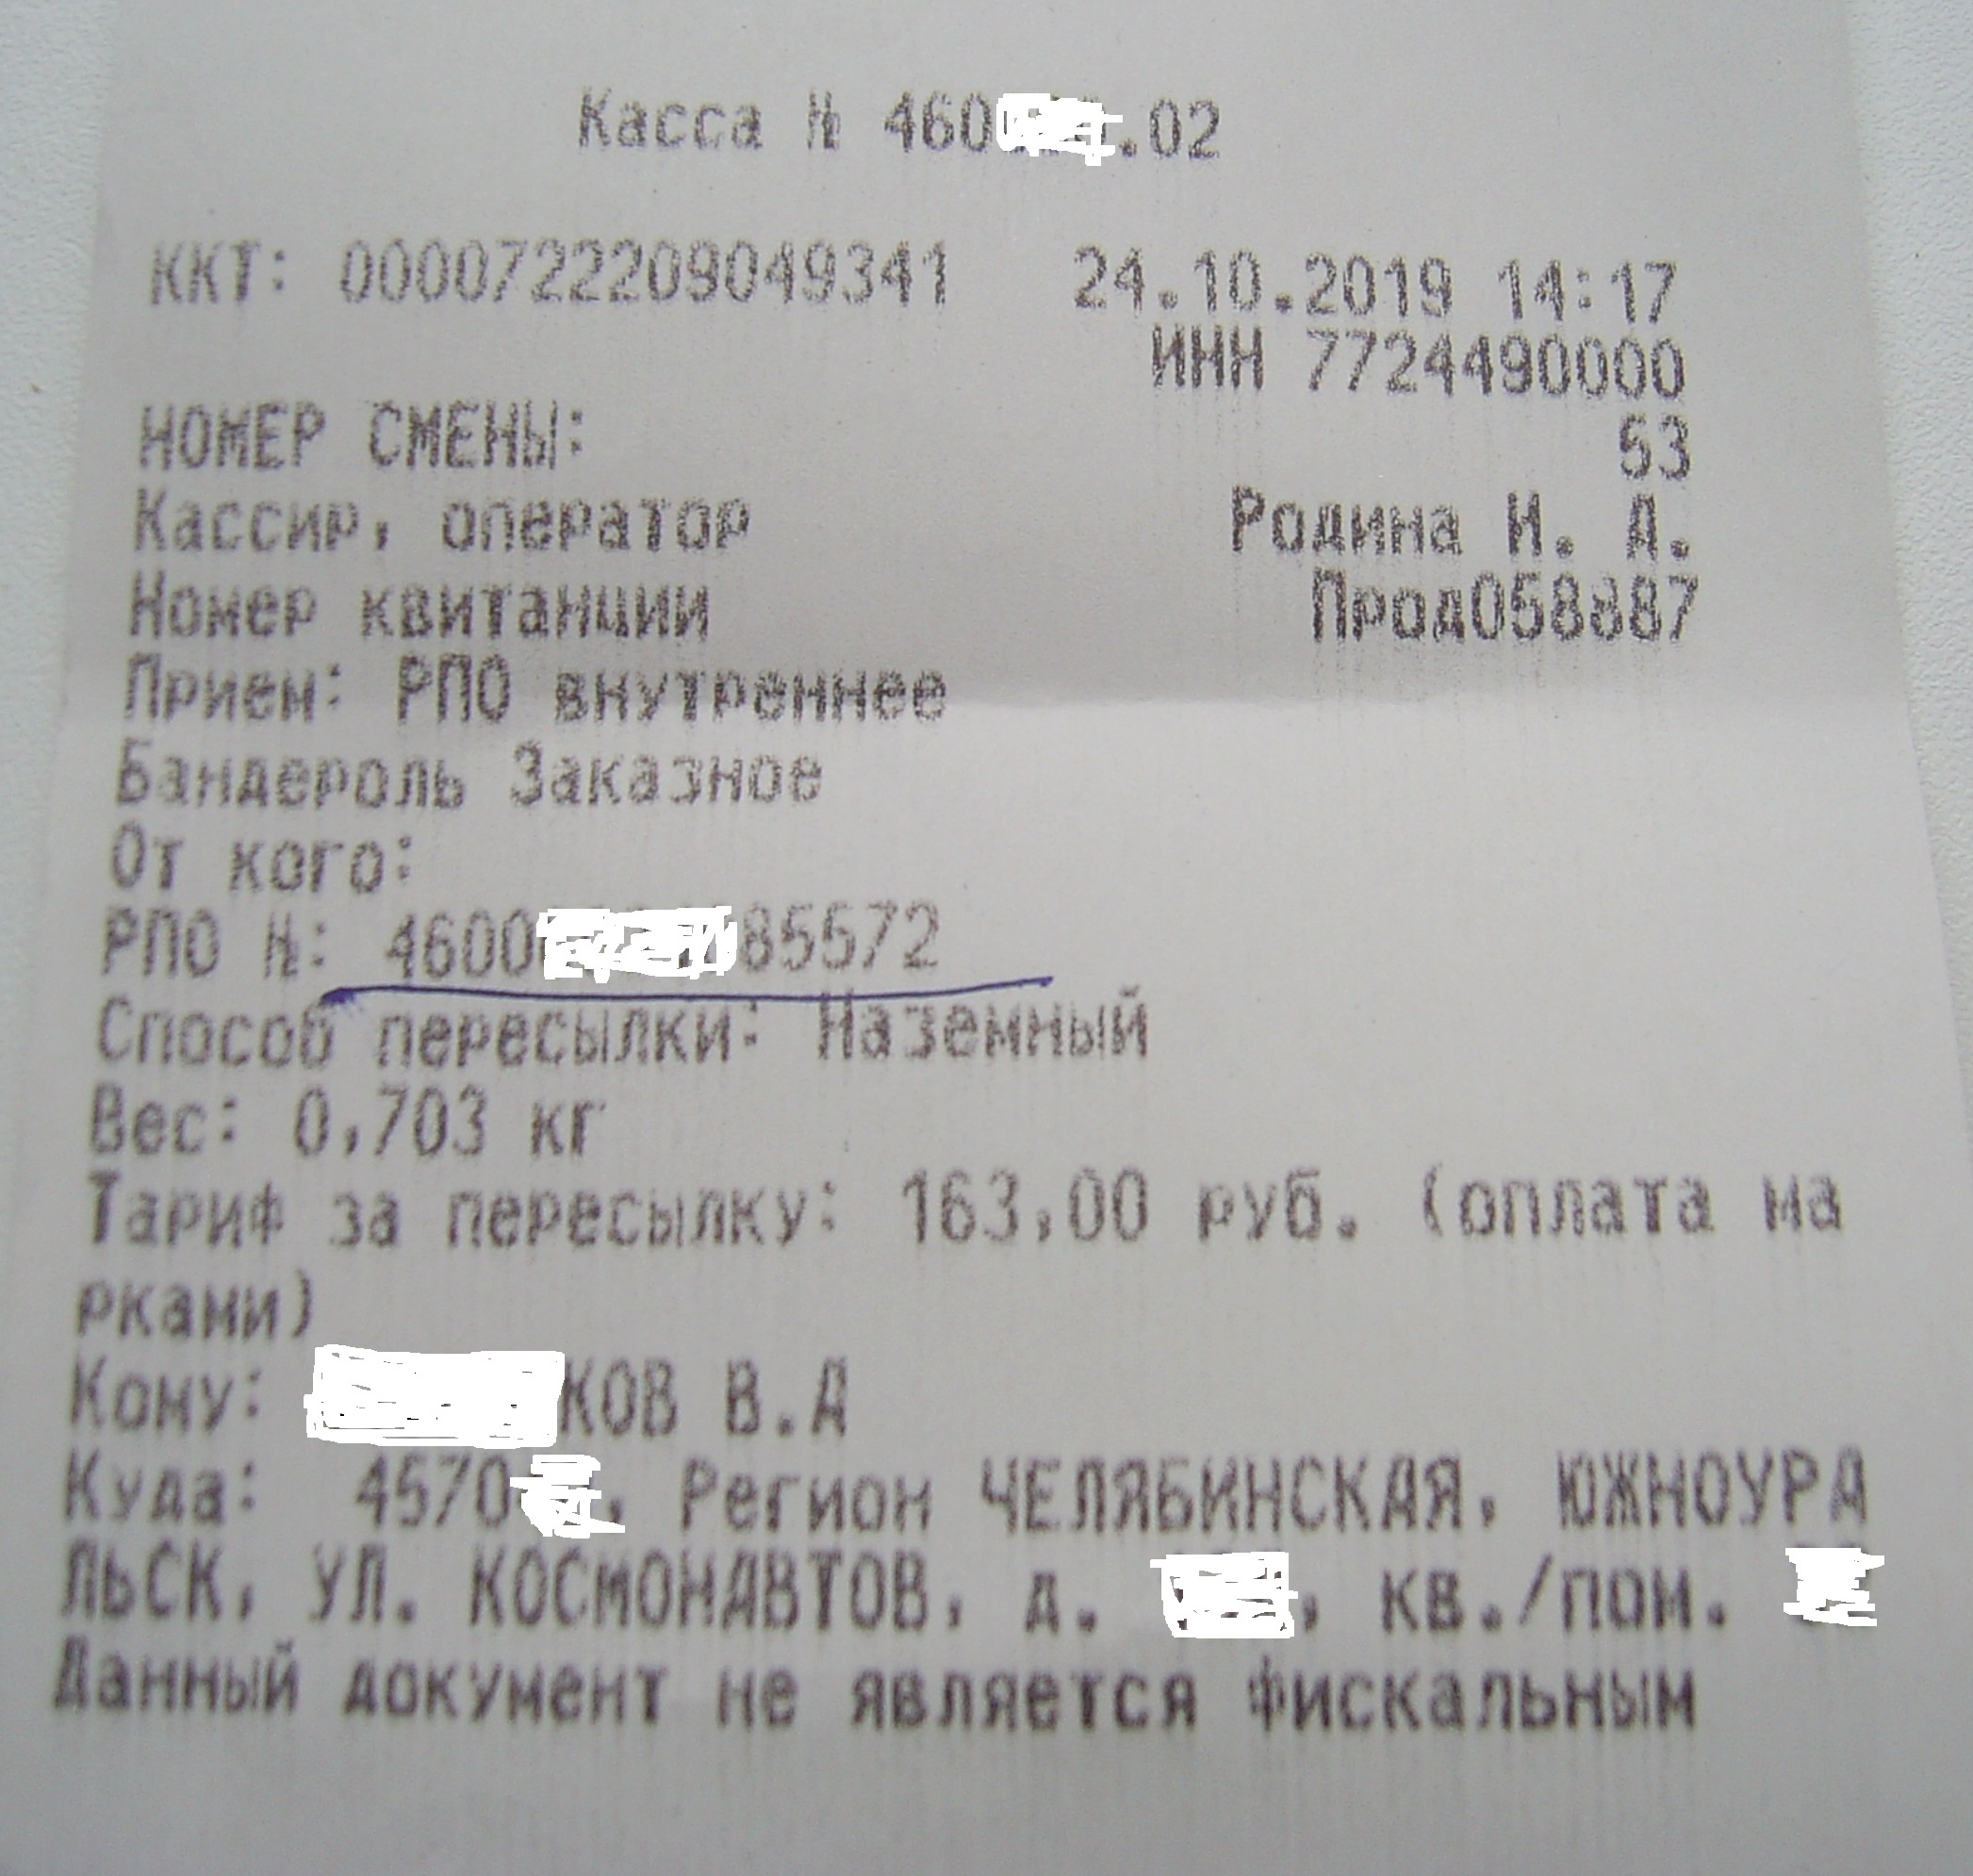 Касса № 460 .02
ККТ: 0000722209049341 24.10.2019 14:17
ИНН 7724490000
НОМЕР СМЕНЫ: 53
Кассир, оператор Родина И. А.
Номер квитанции Прод058887
Прием: РПО внутреннее
Бандероль Заказное
От кого:
РПО №: 4600 85572
Способ пересылки: Наземный
Вес: 0,703 кг
Тариф за пересылку: 163,00 руб. (оплата ма
рками)
Кому: КОВ В.А
Куда: 4570 , Регион ЧЕЛЯБИНСКАЯ, ЮЖНОУРА
ЛЬСК, УЛ. КОСМОНАВТОВ, д. , кв./пом.
Данный документ не является фискальным